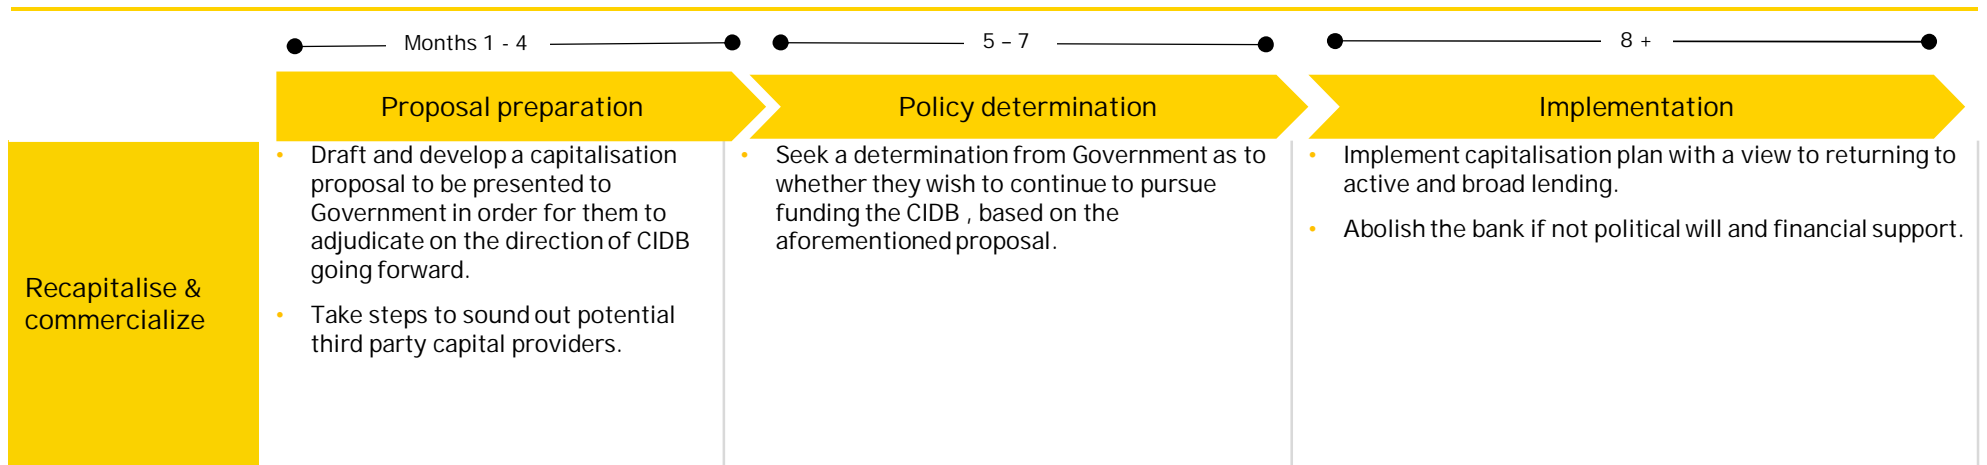 Months 1 - 4
5 – 7
8 +
Proposal preparation
Policy determination
Implementation
Recapitalise &
commercialize
• Draft and develop a capitalisation
proposal to be presented to
Government in order for them to
adjudicate on the direction of CIDB
going forward.
• Take steps to sound out potential
third party capital providers.
• Seek a determination from Government as to
whether they wish to continue to pursue
funding the CIDB , based on the
aforementioned proposal.
• Implement capitalisation plan with a view to returning to
active and broad lending.
• Abolish the bank if not political will and financial support.